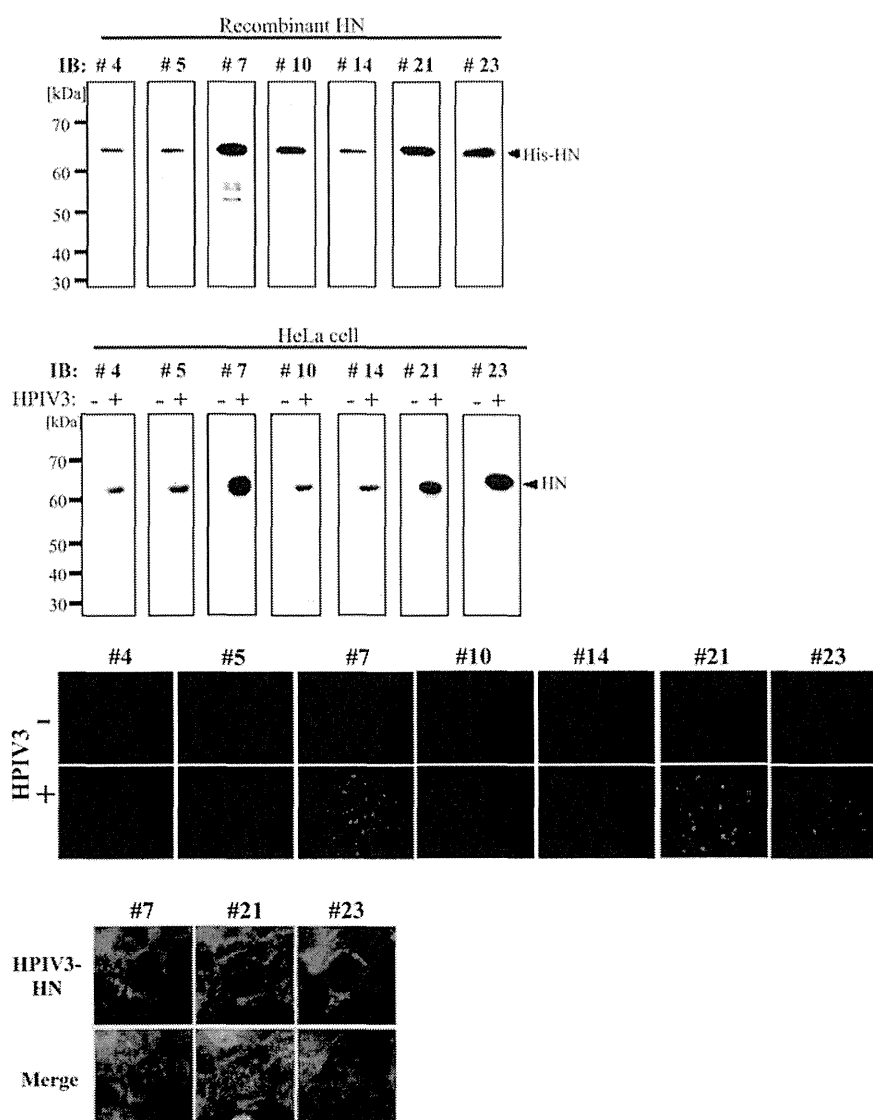 Recombinant HN
IB: # 4 # 5 # 7 # 10 # 14 # 21 # 23
[kDa]
70
60
50
40
30
His-HN
HeLa cell
IB: # 4 # 5 # 7 # 10 # 14 # 21 # 23
HPIV3: - + - + - + - + - + - + - +
[kDa]
70
60
50
40
30
HN
#4 #5 #7 #10 #14 #21 #23
HPIV3
-
+
#7 #21 #23
HPIV3-
HN
Merge